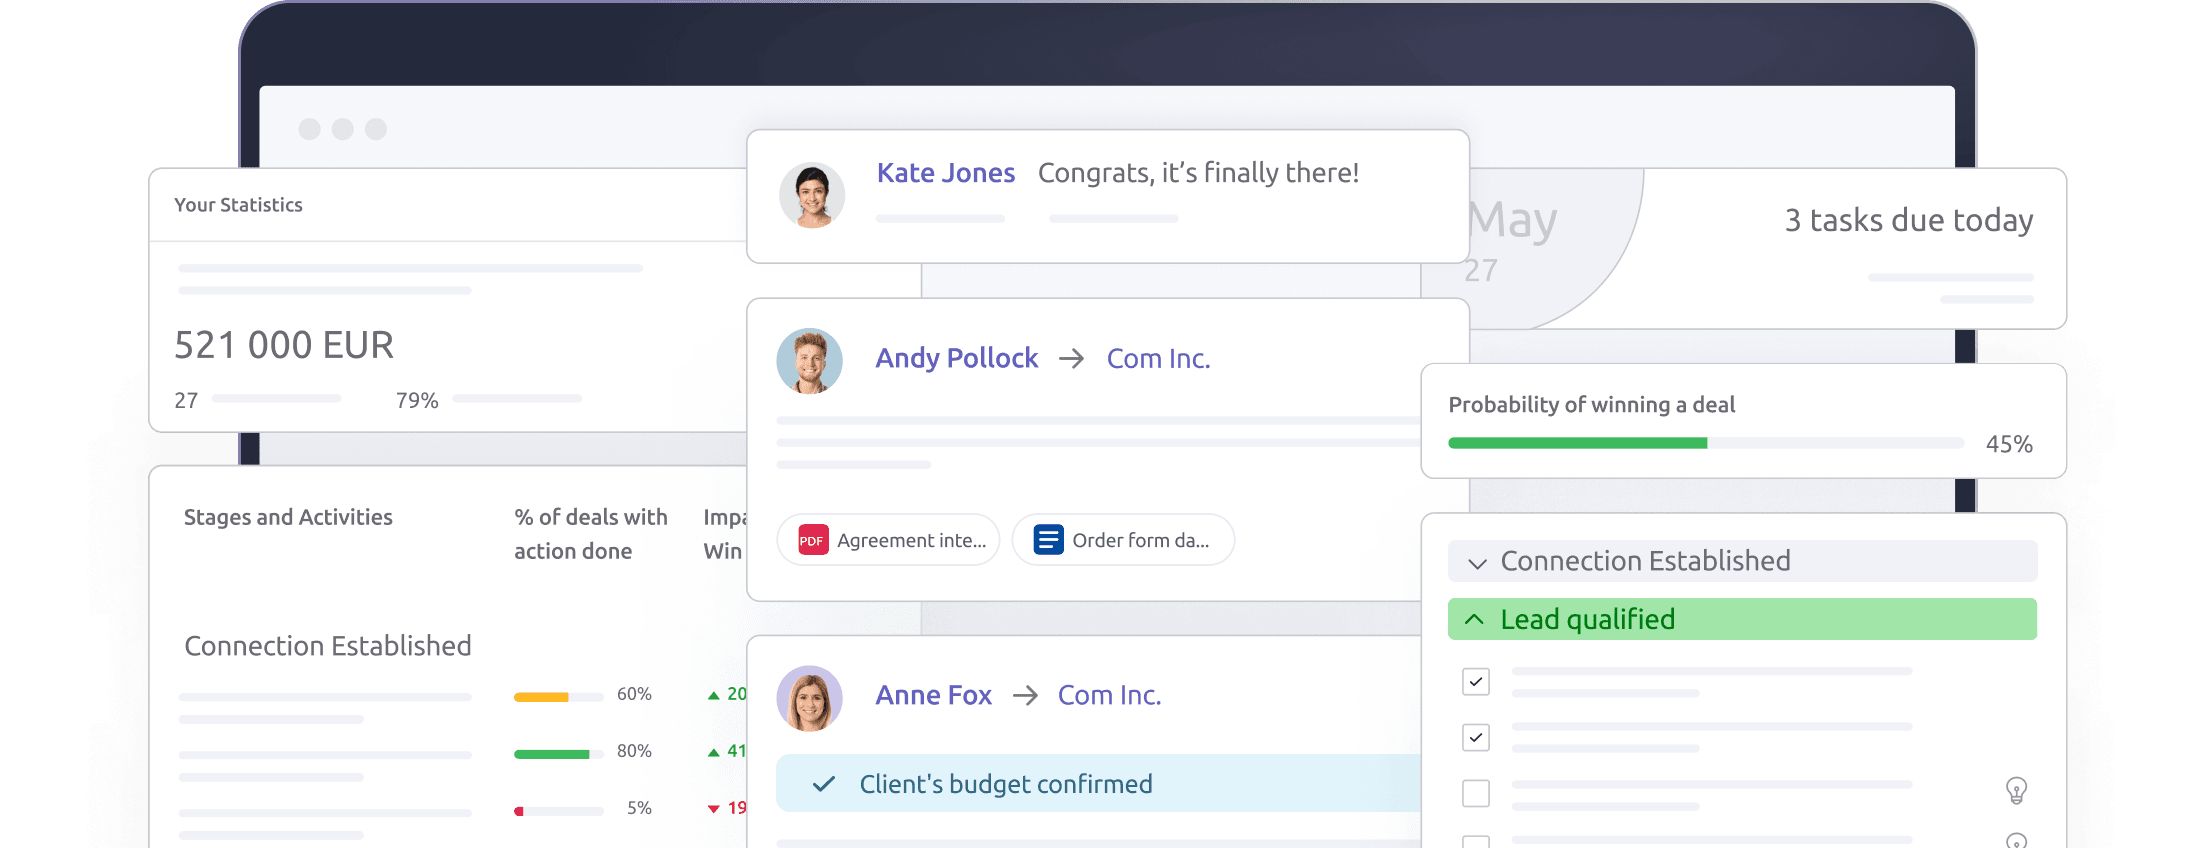 Your Statistics
521 000 EUR
27
79%
Stages and Activities
% of deals with
action done
Win
Connection Established
60%
20
80%
41
5%
19
Kate Jones Congrats, it’s finally there!
Andy Pollock → Com Inc.
PDF Agreement inte...
Order form da...
Anne Fox → Com Inc.
Client's budget confirmed
May
27
3 tasks due today
Probability of winning a deal
45%
Connection Established
Lead qualified